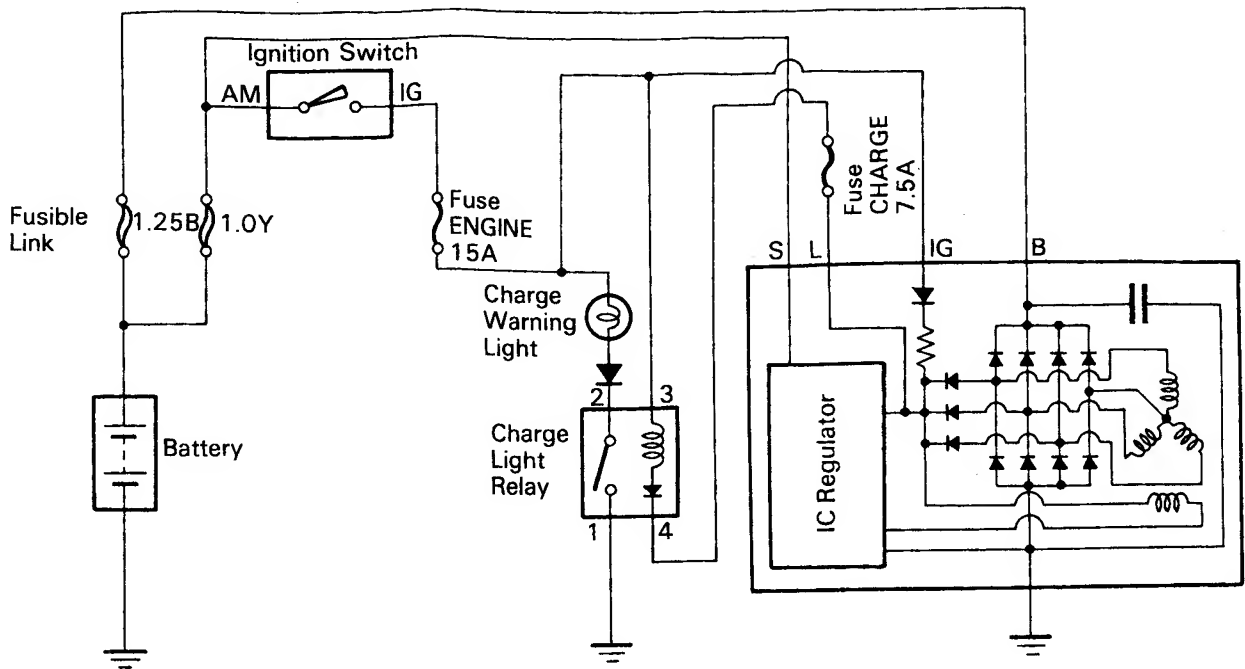 Ignition Switch
AM
IG
Fusible
Link
1.25B
1.0Y
Fuse
ENGINE
15A
Fuse
CHARGE
7.5A
S
L
IG
B
Charge
Warning
Light
2
3
Battery
Charge
Light
Relay
1
4
IC Regulator